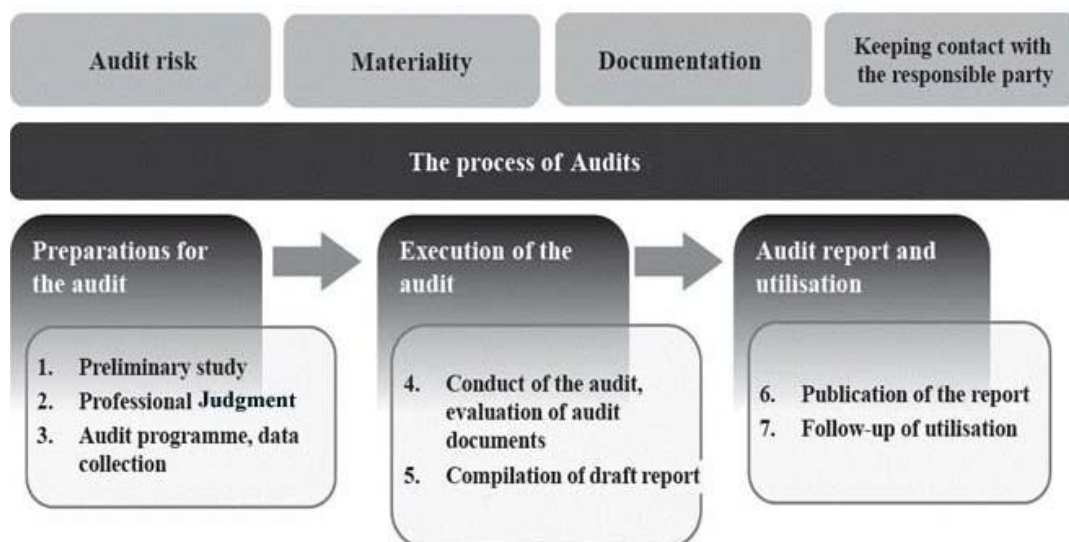 Audit risk
Materiality
Documentation
Keeping contact with
the responsible party
The process of Audits
Preparations for
the audit
Execution of the
audit
Audit report and
utilisation
1. Preliminary study
2. Professional Judgment
3. Audit programme, data
collection
4. Conduct of the audit,
evaluation of audit
documents
5. Compilation of draft report
6. Publication of the report
7. Follow-up of utilisation